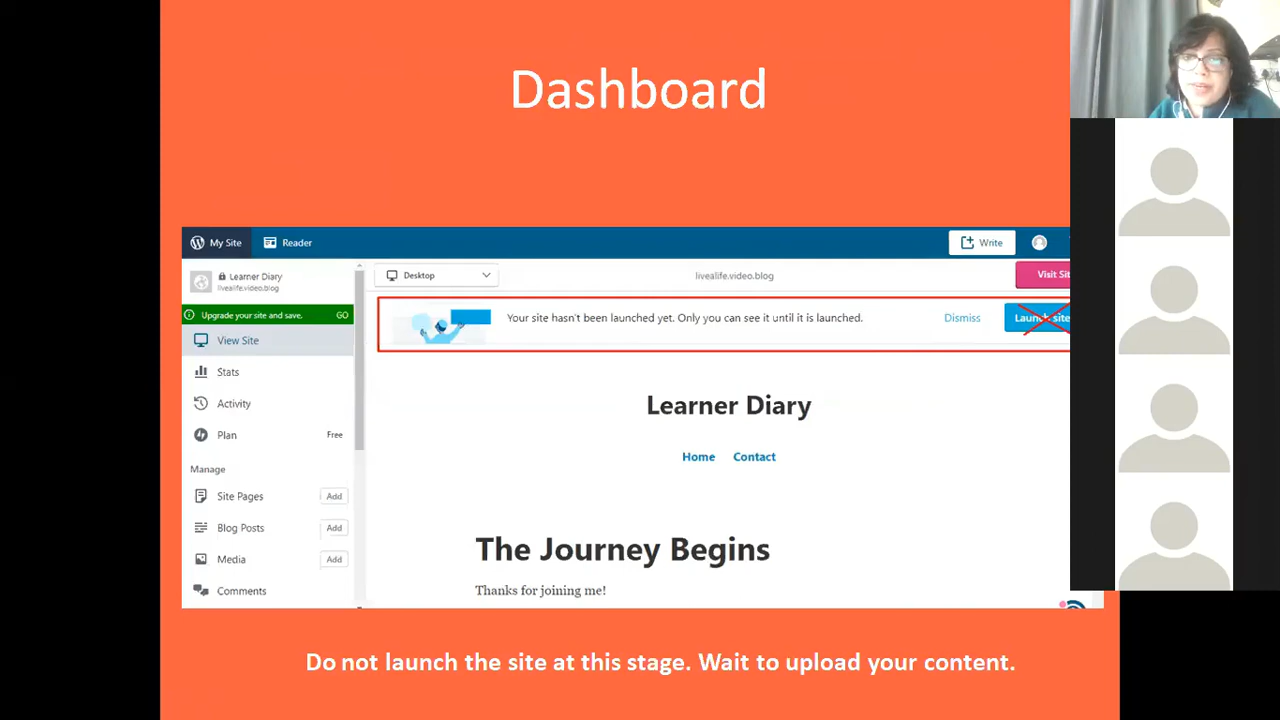 Dashboard
My Site
Reader
Write
Learner Diary
livealife.video.blog
Desktop
livealife.video.blog
Visit Sit
Upgrade your site and save.
GO
Your site hasn't been launched yet. Only you can see it until it is launched.
Dismiss
Launch site
View Site
Stats
Activity
Plan
Free
Manage
Site Pages
Add
Blog Posts
Add
Media
Add
Comments
Learner Diary
Home
Contact
The Journey Begins
Thanks for joining me!
Do not launch the site at this stage. Wait to upload your content.